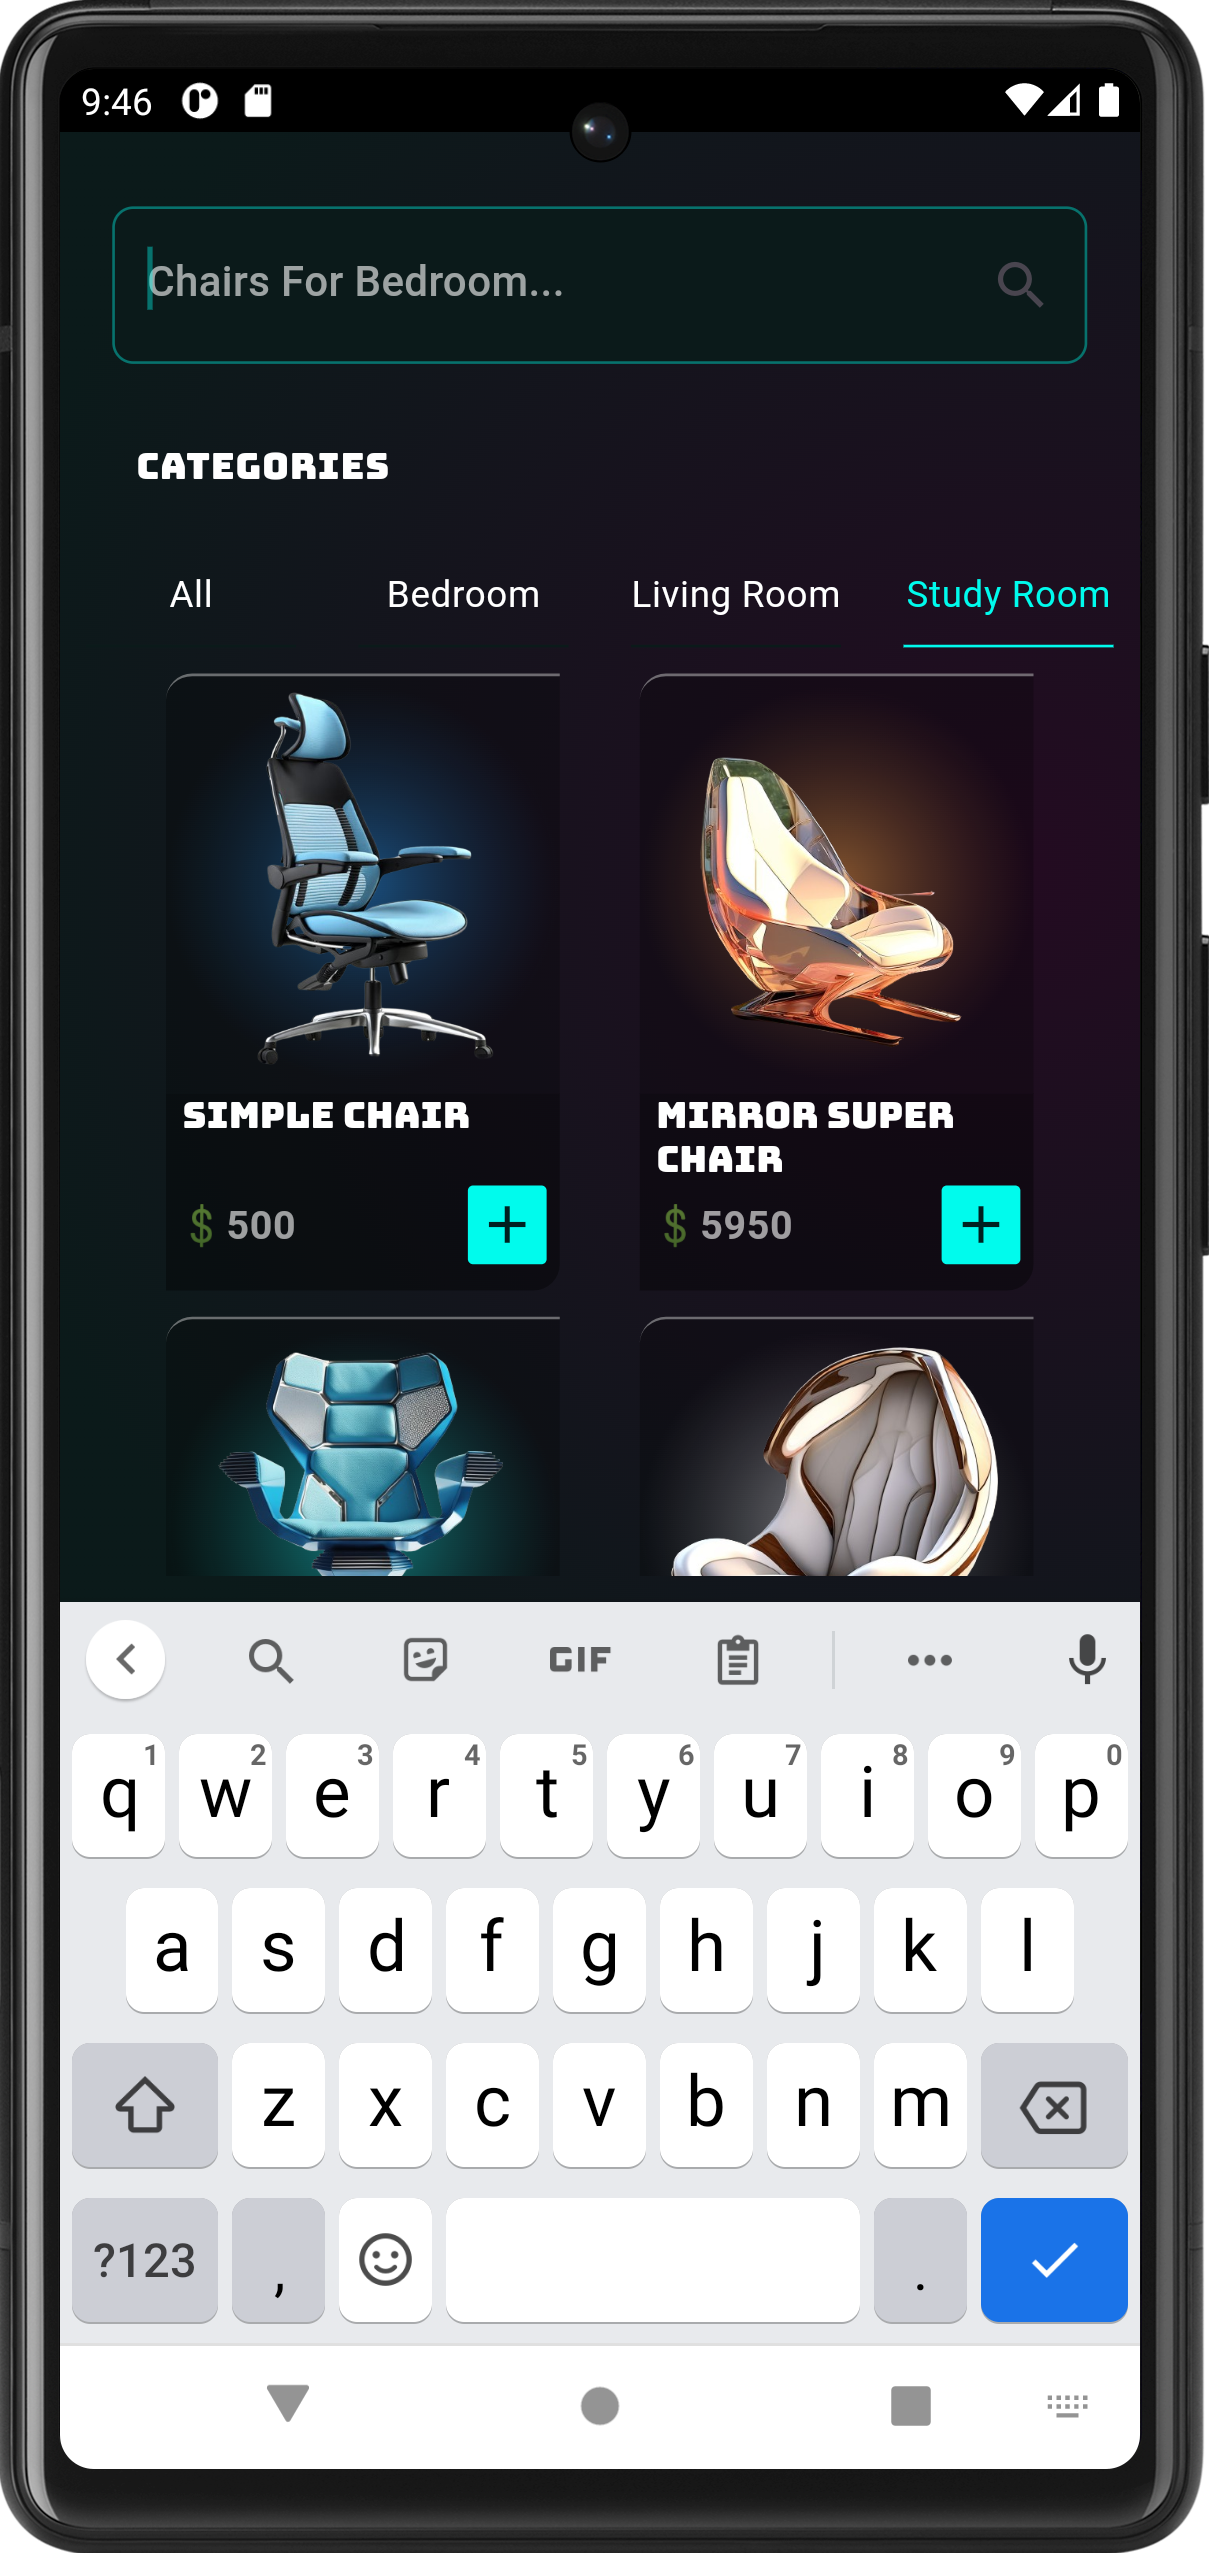 9:46
Chairs For Bedroom...
CATEGORIES
All Bedroom Living Room Study Room
SIMPLE CHAIR
$ 500
MIRROR SUPER
CHAIR
$ 5950
GIF
q 1 w 2 e 3 r 4 t 5 y 6 u 7 i 8 o 9 p 0
a s d f g h j k l
z x c v b n m
?123 , .